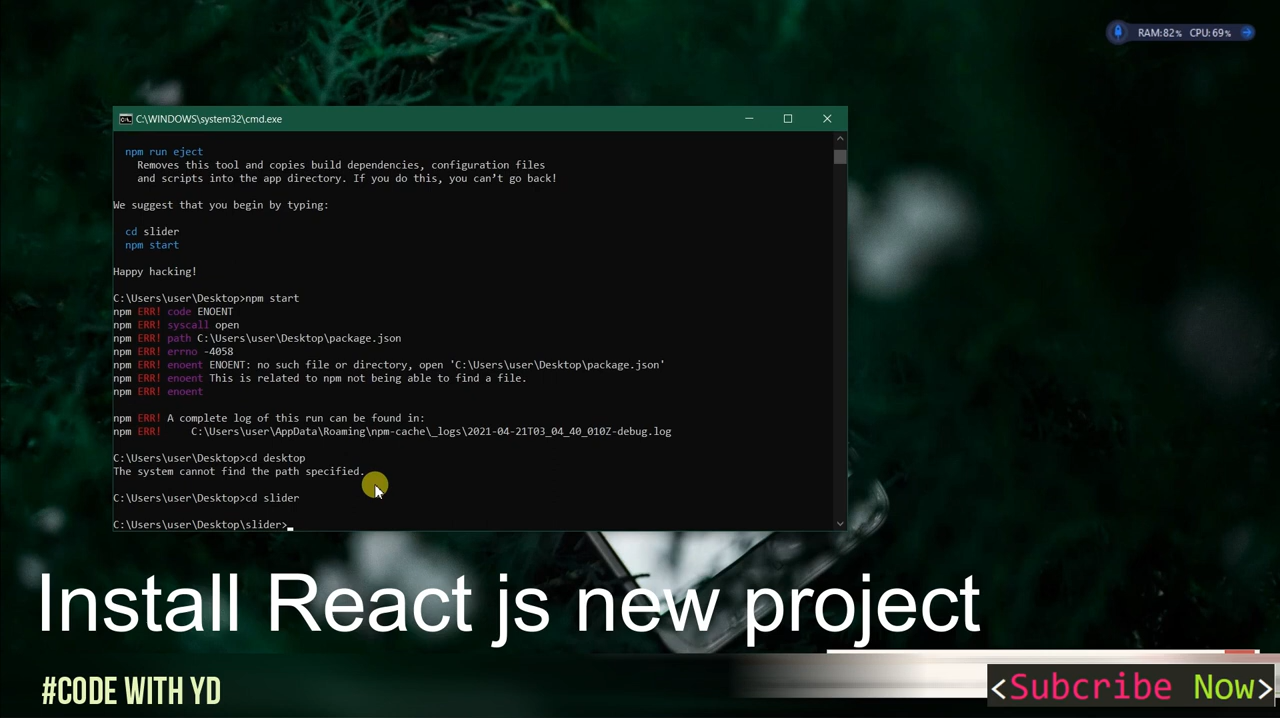 RAM:82% CPU:69%
C:\WINDOWS\system32\cmd.exe
npm run eject
Removes this tool and copies build dependencies, configuration files
and scripts into the app directory. If you do this, you can’t go back!
We suggest that you begin by typing:
cd slider
npm start
Happy hacking!
C:\Users\user\Desktop>npm start
npm ERR! code ENOENT
npm ERR! syscall open
npm ERR! path C:\Users\user\Desktop\package.json
npm ERR! errno -4058
npm ERR! enoent ENOENT: no such file or directory, open 'C:\Users\user\Desktop\package.json'
npm ERR! enoent This is related to npm not being able to find a file.
npm ERR! enoent
npm ERR! A complete log of this run can be found in:
npm ERR!     C:\Users\user\AppData\Roaming\npm-cache\_logs\2021-04-21T03_04_40_010Z-debug.log
C:\Users\user\Desktop>cd desktop
The system cannot find the path specified.
C:\Users\user\Desktop>cd slider
C:\Users\user\Desktop\slider>
Install React js new project
#CODE WITH YD
<Subcribe Now>